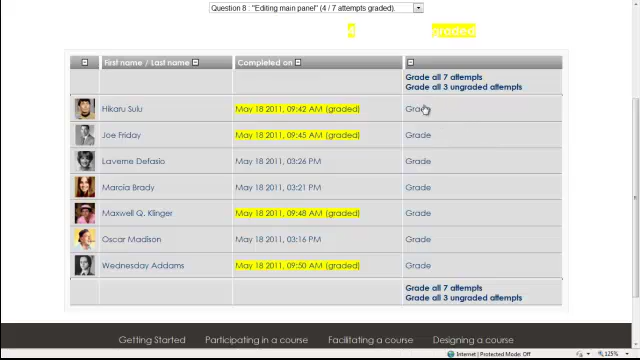 Question 8 : "Editing main panel" (4 / 7 attempts graded).
4 graded
First name / Last name Completed on
Grade all 7 attempts
Grade all 3 ungraded attempts
Hikaru Sulu May 18 2011, 09:42 AM (graded) Grade
Joe Friday May 18 2011, 09:45 AM (graded) Grade
Laverne Defasio May 18 2011, 03:26 PM Grade
Marcia Brady May 18 2011, 03:21 PM Grade
Maxwell Q. Klinger May 18 2011, 09:48 AM (graded) Grade
Oscar Madison May 18 2011, 03:16 PM Grade
Wednesday Addams May 18 2011, 09:50 AM (graded) Grade
Grade all 7 attempts
Grade all 3 ungraded attempts
Getting Started Participating in a course Facilitating a course Designing a course
Internet | Protected Mode: Off 125%